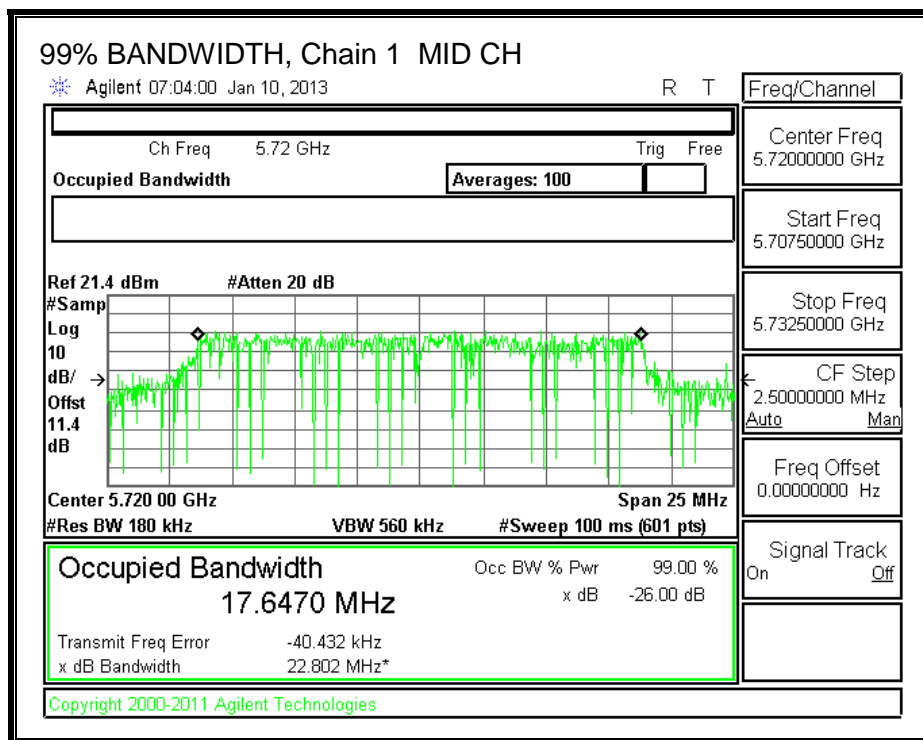 99% BANDWIDTH, Chain 1 MID CH
Agilent 07:04:00 Jan 10, 2013 R T
Freq/Channel
Ch Freq 5.72 GHz Trig Free
Occupied Bandwidth Averages: 100
Center Freq
5.72000000 GHz
Start Freq
5.70750000 GHz
Stop Freq
5.73250000 GHz
CF Step
2.50000000 MHz
Auto Man
Freq Offset
0.00000000 Hz
Signal Track
On Off
Ref 21.4 dBm #Atten 20 dB
#Samp
Log
10
dB/
Offst
11.4
dB
Center 5.720 00 GHz Span 25 MHz
#Res BW 180 kHz VBW 560 kHz #Sweep 100 ms (601 pts)
Occupied Bandwidth Occ BW % Pwr 99.00 %
17.6470 MHz x dB -26.00 dB
Transmit Freq Error -40.432 kHz
x dB Bandwidth 22.802 MHz*
Copyright 2000-2011 Agilent Technologies